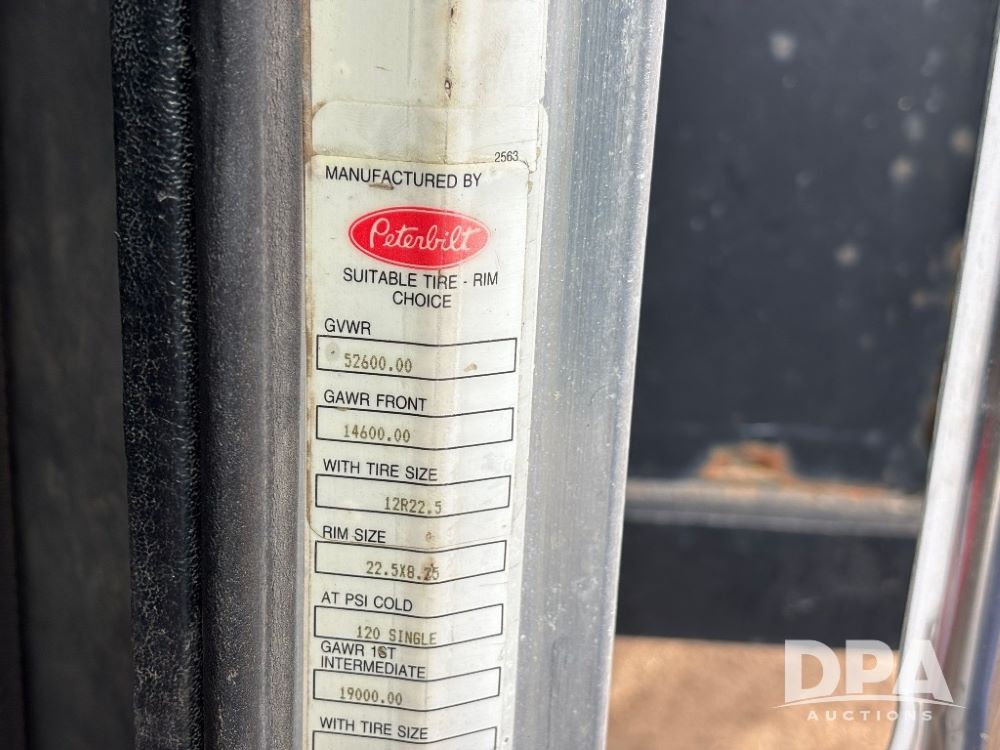 2563
MANUFACTURED BY
Peterbilt
SUITABLE TIRE - RIM
CHOICE
GVWR
52600.00
GAWR FRONT
14600.00
WITH TIRE SIZE
12R22.5
RIM SIZE
22.5X8.25
AT PSI COLD
120 SINGLE
GAWR 1ST
INTERMEDIATE
19000.00
WITH TIRE SIZE
DPA
AUCTIONS